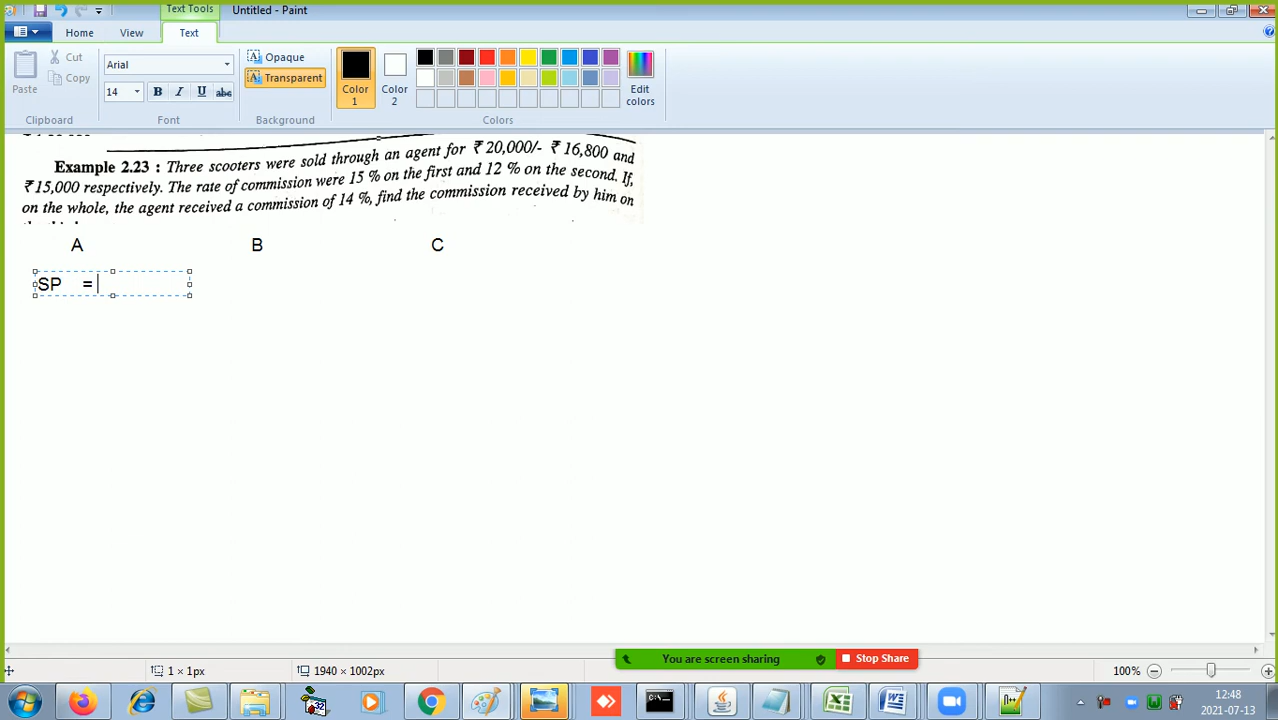 Text Tools
Untitled - Paint
Home
View
Text
Cut
Copy
Paste
Clipboard
Arial
14
B
I
U
abc
Font
Opaque
Transparent
Background
Color
1
Color
2
Colors
Edit
colors
Example 2.23 : Three scooters were sold through an agent for ₹ 20,000/- ₹ 16,800 and
₹ 15,000 respectively. The rate of commission were 15 % on the first and 12 % on the second. If,
on the whole, the agent received a commission of 14 %, find the commission received by him on
A B C
SP =
You are screen sharing
Stop Share
1 × 1px
1940 × 1002px
100%
32
12:48
2021-07-13